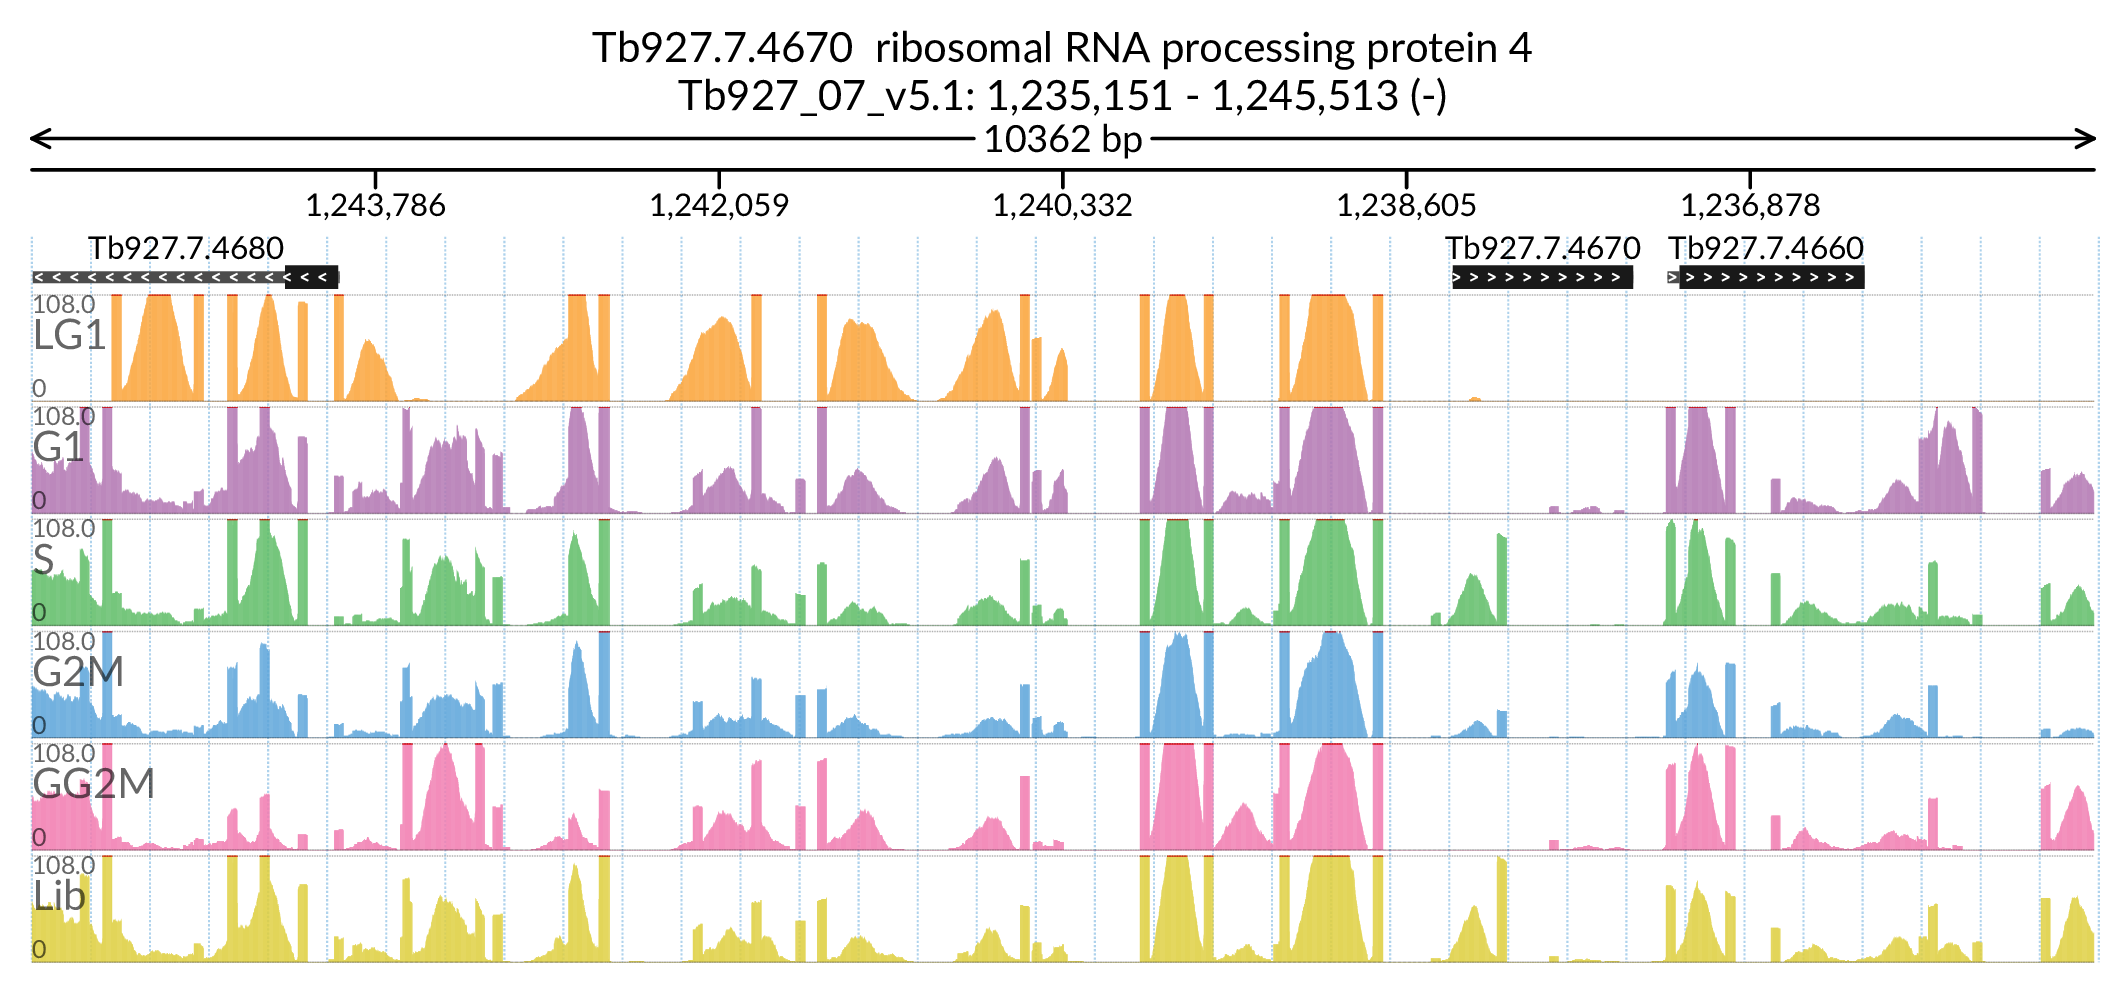 Tb927.7.4670 ribosomal RNA processing protein 4
Tb927_07_v5.1: 1,235,151 - 1,245,513 (-)
10362 bp
1,243,786 1,242,059 1,240,332 1,238,605 1,236,878
Tb927.7.4680 Tb927.7.4670 Tb927.7.4660
108.0
LG1
0
108.0
G1
0
108.0
S
0
108.0
G2M
0
108.0
GG2M
0
108.0
Lib
0